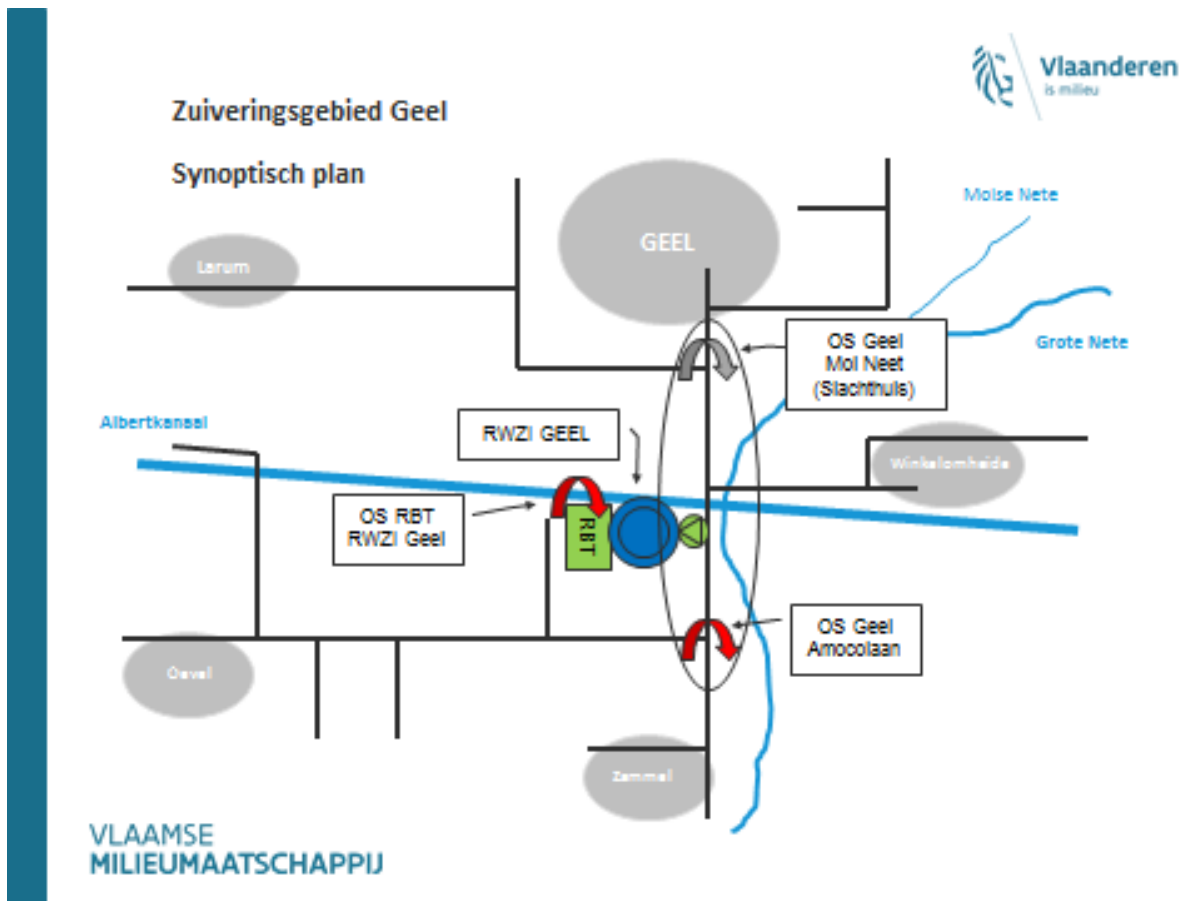 Vlaanderen
is milieu
Zuiveringsgebied Geel
Synoptisch plan
Molse Nete
GEEL
Larum
OS Geel
Mol Neet
(Slachthuis)
Grote Nete
Albertkanaal
RWZI GEEL
Winkelomheide
OS RBT
RWZI Geel
RBT
OS Geel
Amocolaan
Oevel
Zammel
VLAAMSE
MILIEUMAATSCHAPPIJ